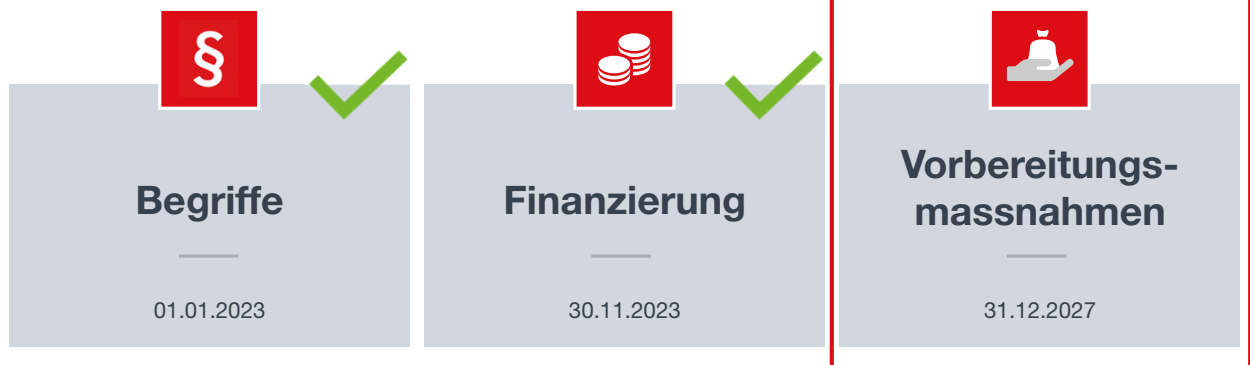 §
Begriffe
01.01.2023
Finanzierung
30.11.2023
Vorbereitungs-
massnahmen
31.12.2027